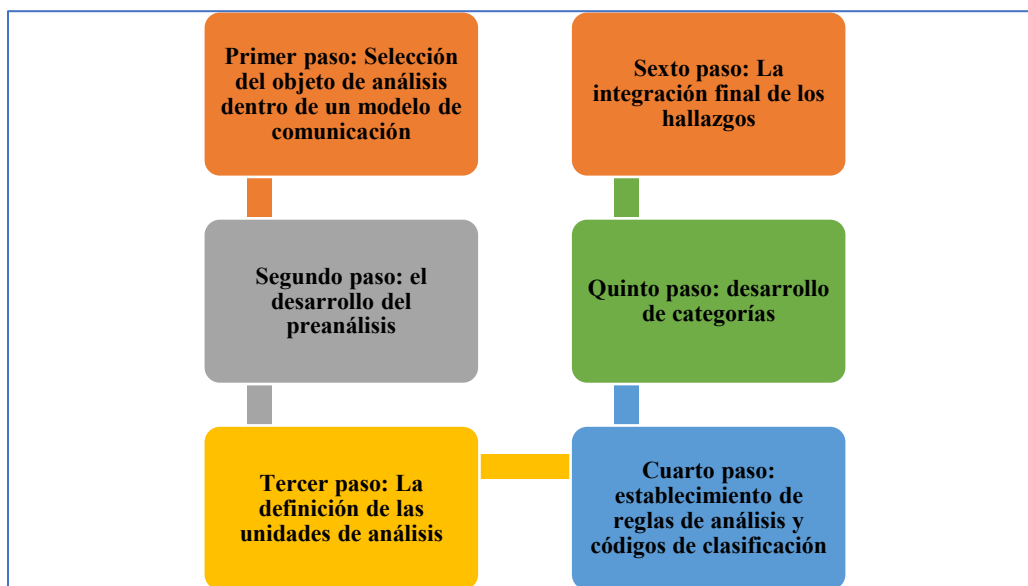 Primer paso: Selección
del objeto de análisis
dentro de un modelo de
comunicación
Segundo paso: el
desarrollo del
preanálisis
Tercer paso: La
definición de las
unidades de análisis
Cuarto paso:
establecimiento de
reglas de análisis y
códigos de clasificación
Quinto paso: desarrollo
de categorías
Sexto paso: La
integración final de los
hallazgos